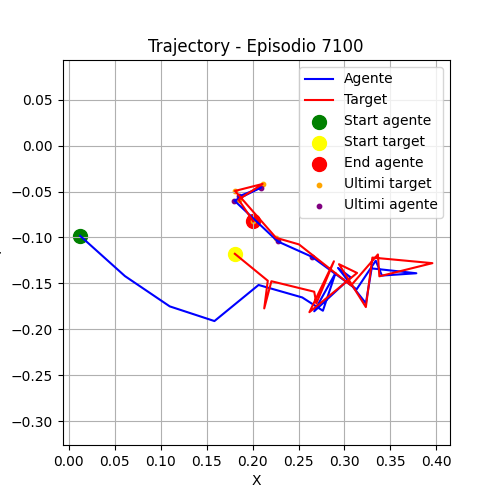 Trajectory - Episodio 7100
Agente
Target
Start agente
Start target
End agente
Ultimi target
Ultimi agente
0.05
0.00
−0.05
−0.10
−0.15
−0.20
−0.25
−0.30
0.00 0.05 0.10 0.15 0.20 0.25 0.30 0.35 0.40
X